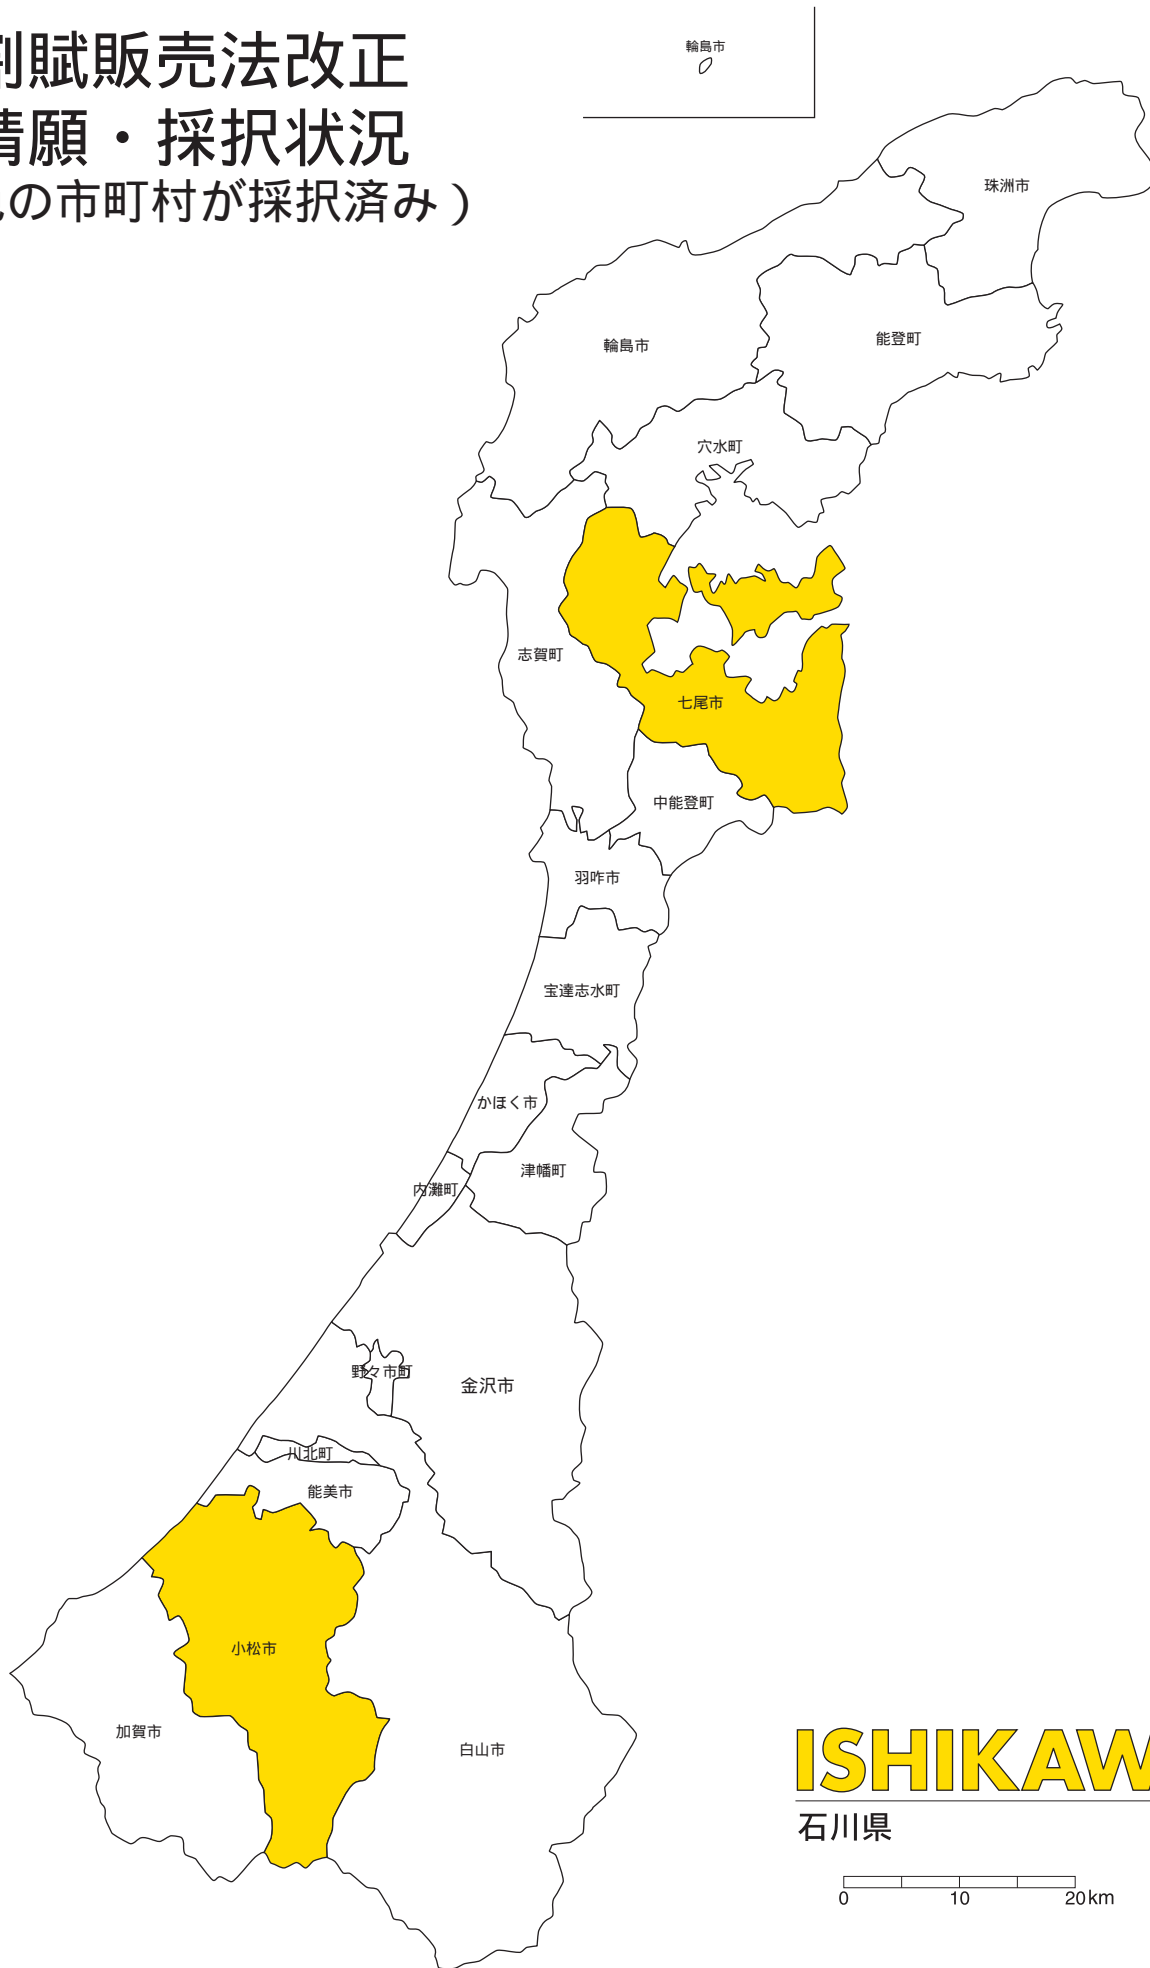 割賦販売法改正
請願・採択状況
色の市町村が採択済み）
輪島市
珠洲市
能登町
輪島市
穴水町
志賀町
七尾市
中能登町
羽咋市
宝達志水町
かほく市
津幡町
内灘町
野々市町
金沢市
川北町
能美市
小松市
加賀市
白山市
ISHIKAW
石川県
0 10 20km